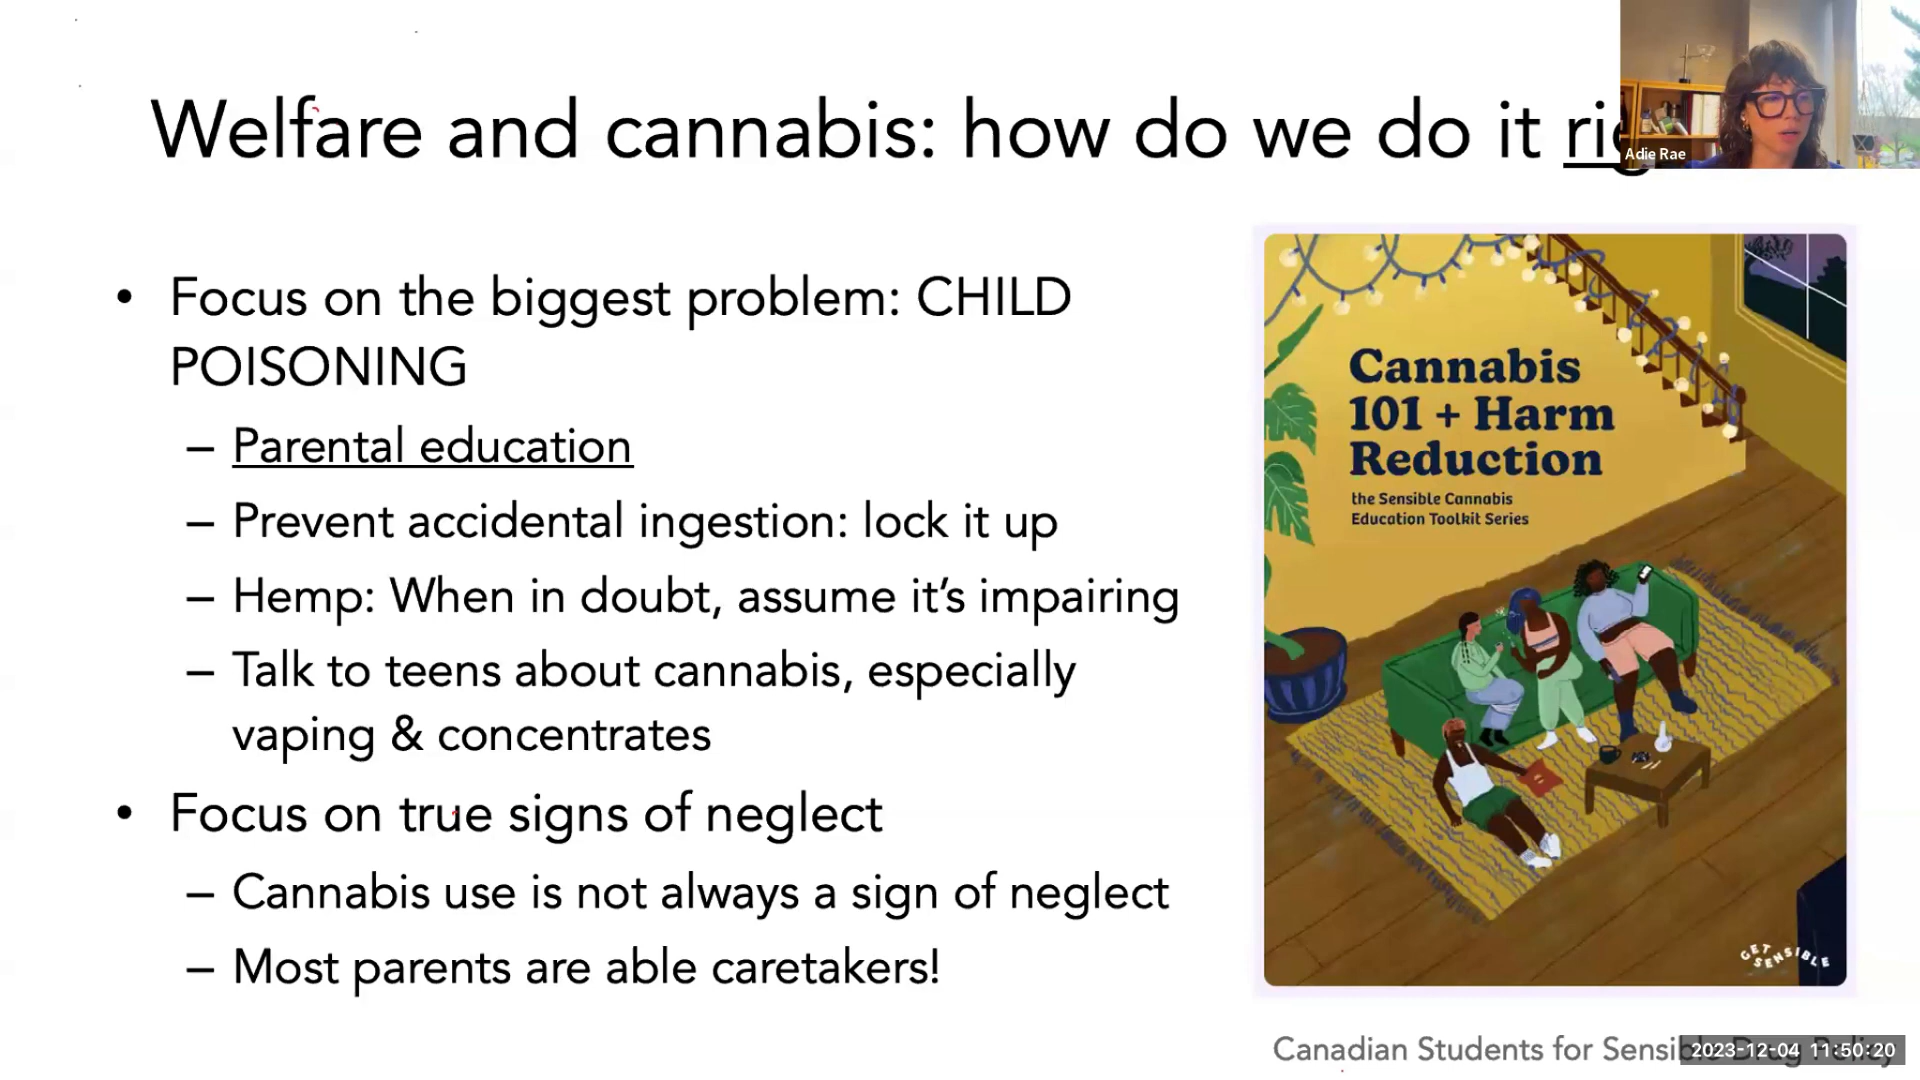 Welfare and cannabis: how do we do it
Adie Rae
• Focus on the biggest problem: CHILD
POISONING
– Parental education
– Prevent accidental ingestion: lock it up
– Hemp: When in doubt, assume it's impairing
– Talk to teens about cannabis, especially
vaping & concentrates
• Focus on true signs of neglect
– Cannabis use is not always a sign of neglect
– Most parents are able caretakers!
Cannabis
101 + Harm
Reduction
the Sensible Cannabis
Education Toolkit Series
GET
SENSIBLE
Canadian Students for Sensible Drug Policy
2023-12-04 11:50:20